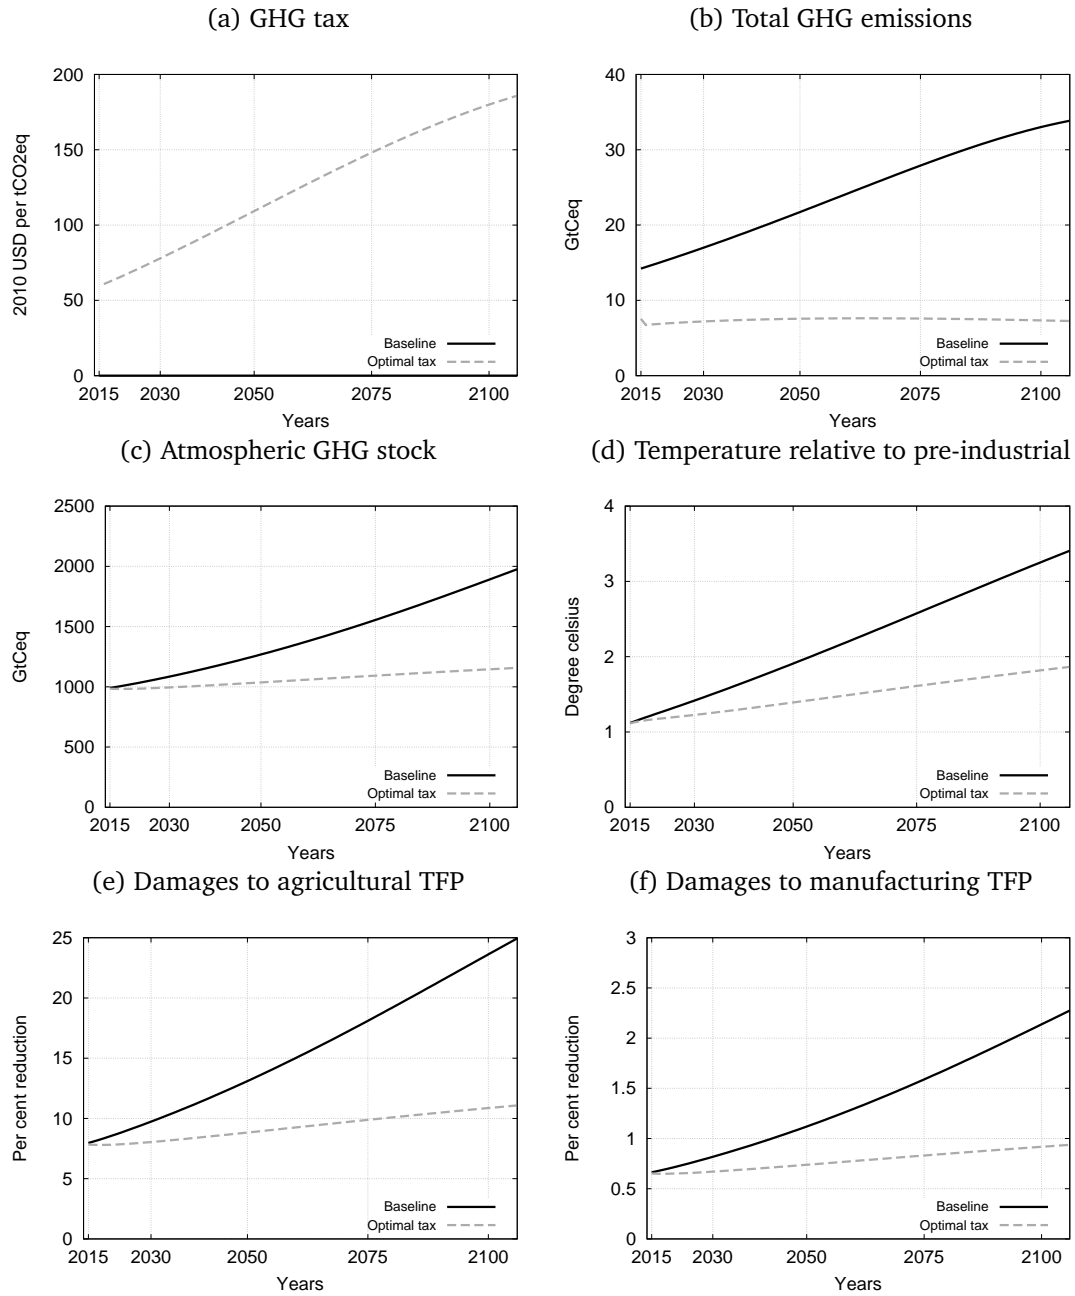 (a) GHG tax
200
150
100
50
0
2010 USD per tCO2eq
Baseline
Optimal tax
2015 2030 2050 2075 2100
Years
(b) Total GHG emissions
40
30
20
10
0
GtCeq
Baseline
Optimal tax
2015 2030 2050 2075 2100
Years
(c) Atmospheric GHG stock
2500
2000
1500
1000
500
0
GtCeq
Baseline
Optimal tax
2015 2030 2050 2075 2100
Years
(d) Temperature relative to pre-industrial
4
3
2
1
0
Degree celsius
Baseline
Optimal tax
2015 2030 2050 2075 2100
Years
(e) Damages to agricultural TFP
25
20
15
10
5
0
Per cent reduction
Baseline
Optimal tax
2015 2030 2050 2075 2100
Years
(f) Damages to manufacturing TFP
3
2.5
2
1.5
1
0.5
0
Per cent reduction
Baseline
Optimal tax
2015 2030 2050 2075 2100
Years